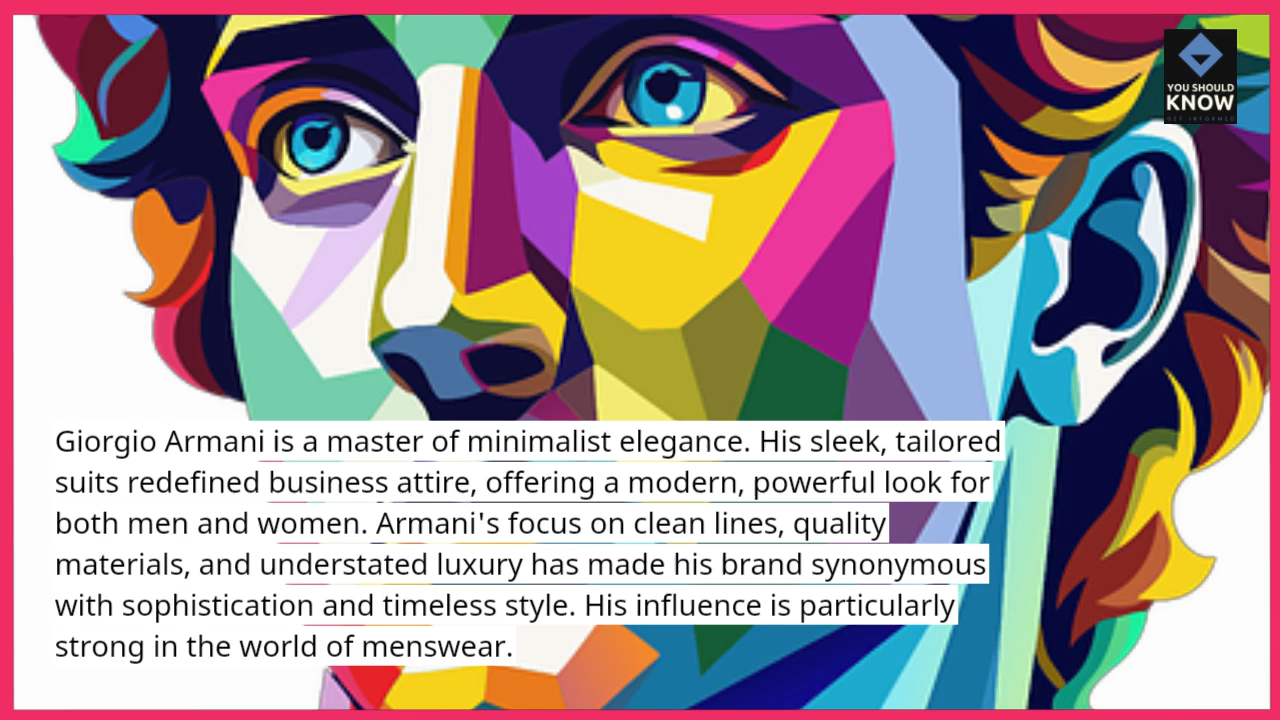 YOU SHOULD
KNOW
GET INFORMED
Giorgio Armani is a master of minimalist elegance. His sleek, tailored
suits redefined business attire, offering a modern, powerful look for
both men and women. Armani's focus on clean lines, quality
materials, and understated luxury has made his brand synonymous
with sophistication and timeless style. His influence is particularly
strong in the world of menswear.